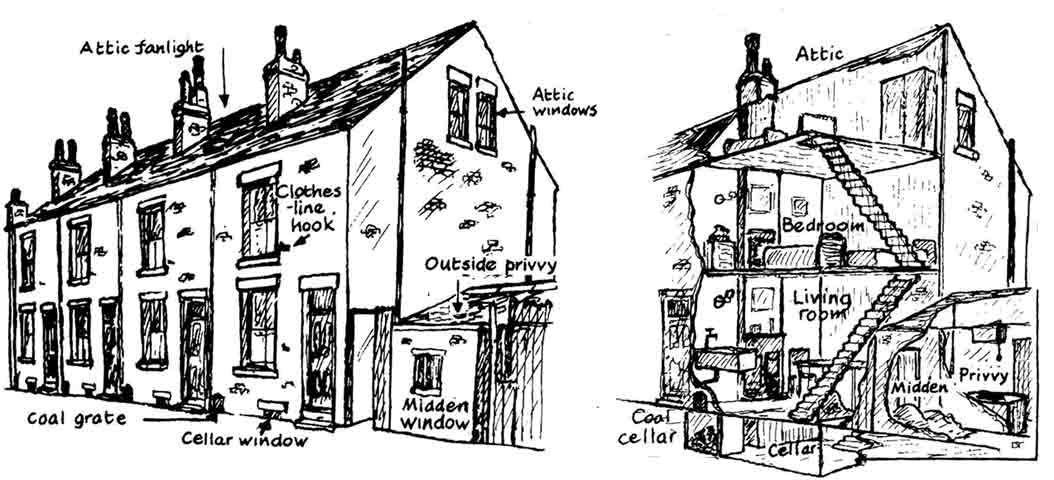 Attic fanlight
Attic
windows
Clothes
-line
hook
Outside privvy
Midden
window
Coal grate
Cellar window
Attic
Bedroom
Living
room
Privvy
Midden
Coal
cellar
Cellar